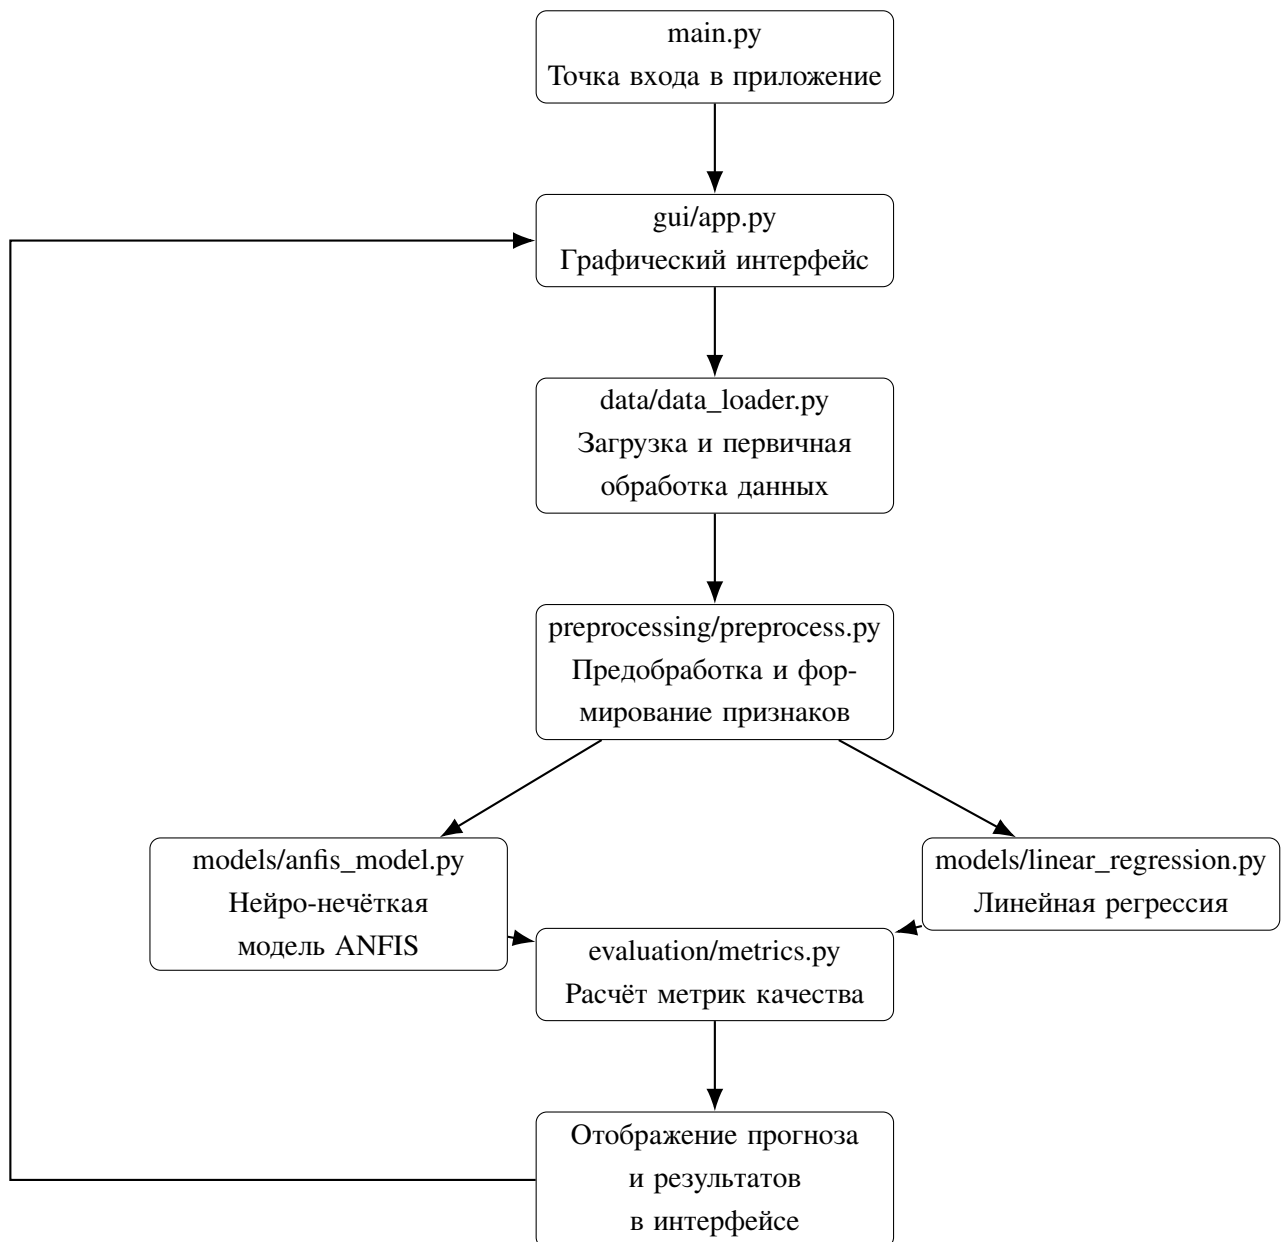 main.py
Точка входа в приложение
gui/app.py
Графический интерфейс
data/data_loader.py
Загрузка и первичная
обработка данных
preprocessing/preprocess.py
Предобработка и фор-
мирование признаков
models/anfis_model.py
Нейро-нечёткая
модель ANFIS
models/linear_regression.py
Линейная регрессия
evaluation/metrics.py
Расчёт метрик качества
Отображение прогноза
и результатов
в интерфейсе